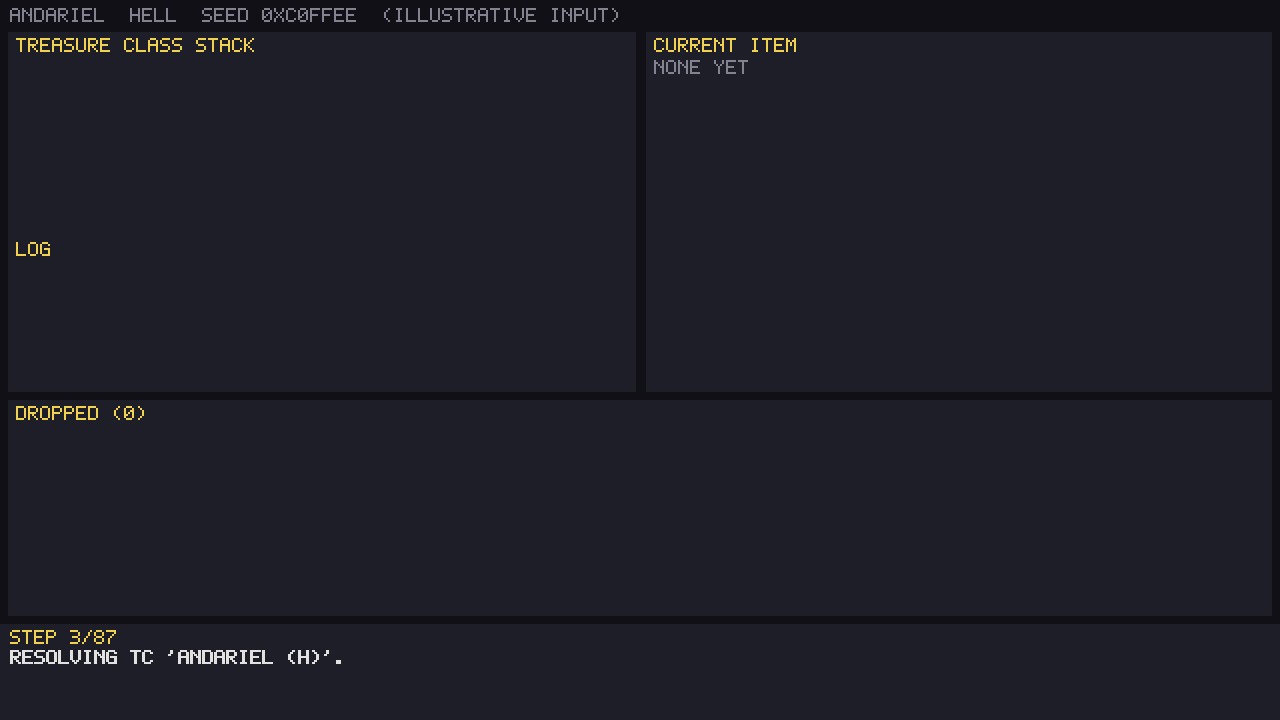 ANDARIEL  HELL  SEED 0XC0FFEE  (ILLUSTRATIVE INPUT)
TREASURE CLASS STACK
LOG
CURRENT ITEM
NONE YET
DROPPED (0)
STEP 3/87
RESOLVING TC 'ANDARIEL (H)'.